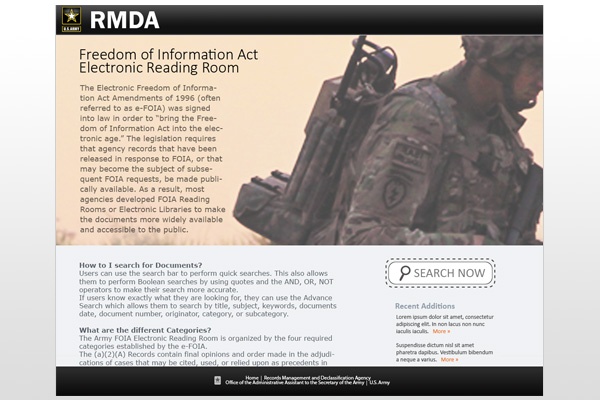 U.S. ARMY
RMDA
Freedom of Information Act
Electronic Reading Room
The Electronic Freedom of Informa-
tion Act Amendments of 1996 (often
referred to as e-FOIA) was signed
into law in order to "bring the Free-
dom of Information Act into the elec-
tronic age." The legislation requires
that agency records that have been
released in response to FOIA, or that
may become the subject of subse-
quent FOIA requests, be made publi-
cally available. As a result, most
agencies developed FOIA Reading
Rooms or Electronic Libraries to make
the documents more widely available
and accessible to the public.
How to I search for Documents?
Users can use the search bar to perform quick searches. This also allows
them to perform Boolean searches by using quotes and the AND, OR, NOT
operators to make their search more accurate.
If users know exactly what they are looking for, they can use the Advance
Search which allows them to search by title, subject, keywords, documents
date, document number, originator, category, or subcategory.
What are the different Categories?
The Army FOIA Electronic Reading Room is organized by the four required
categories established by the e-FOIA.
The (a)(2)(A) Records contain final opinions and order made in the adjudi-
cations of cases that may be cited, used, or relied upon as precedents in
SEARCH NOW
Recent Additions
Lorem ipsum dolor sit amet, consectetur
adipiscing elit. In non lacus non nunc
iaculis iaculis. More »
Suspendisse dictum nisl sit amet
pharetra dapibus. Vestibulum bibendum
a neque a varius. More »
Home | Records Management and Declassification Agency
Office of the Administrative Assistant to the Secretary of the Army | U.S. Army